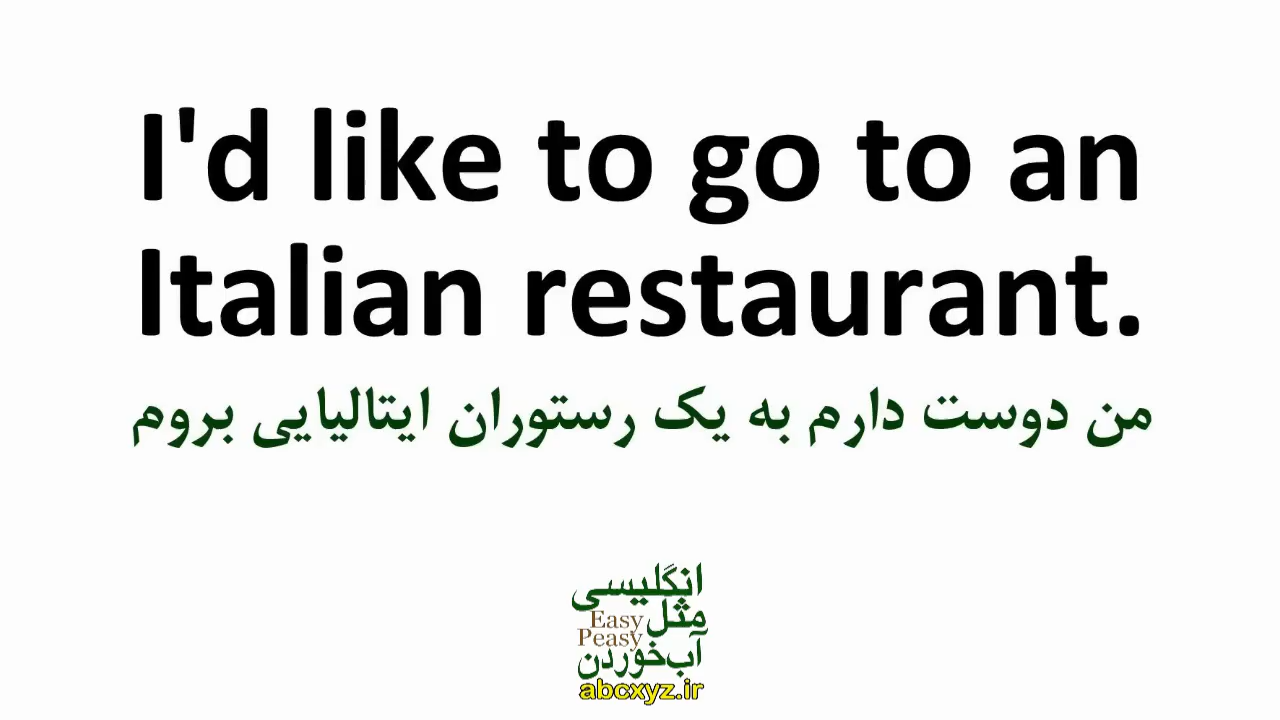 I'd like to go to an
Italian restaurant.
من دوست دارم به یک رستوران ایتالیایی بروم
انگلیسی
مثل
Easy
Peasy
آب‌خوردن
abcxyz.ir